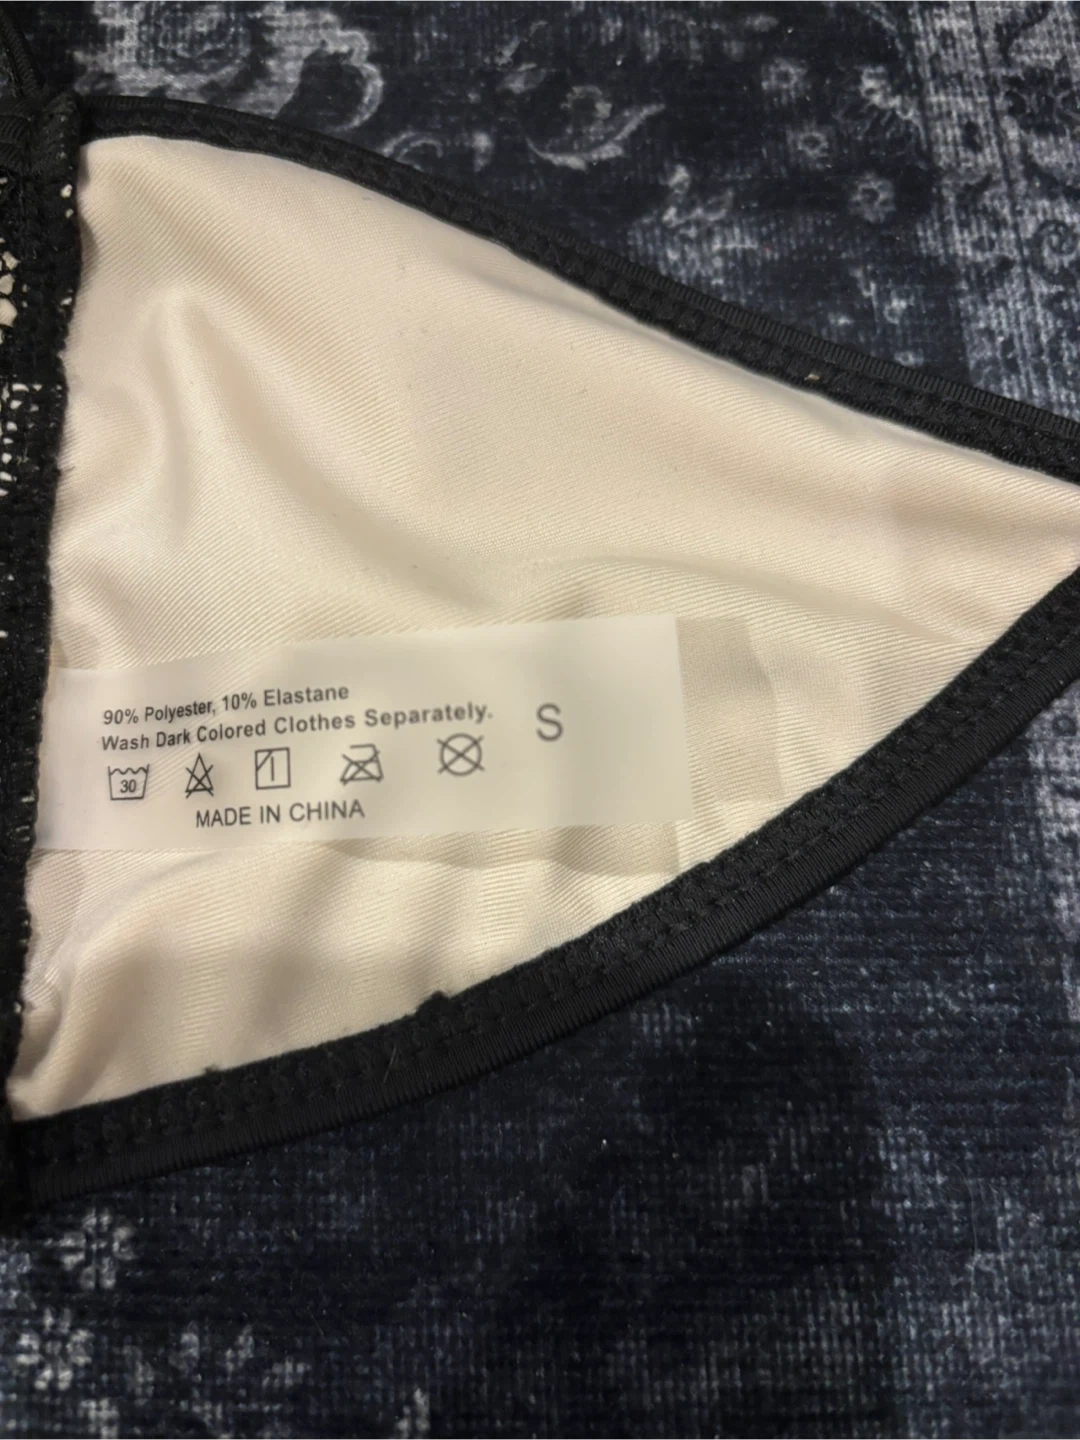 90% Polyester, 10% Elastane
Wash Dark Colored Clothes Separately.
S
30
MADE IN CHINA